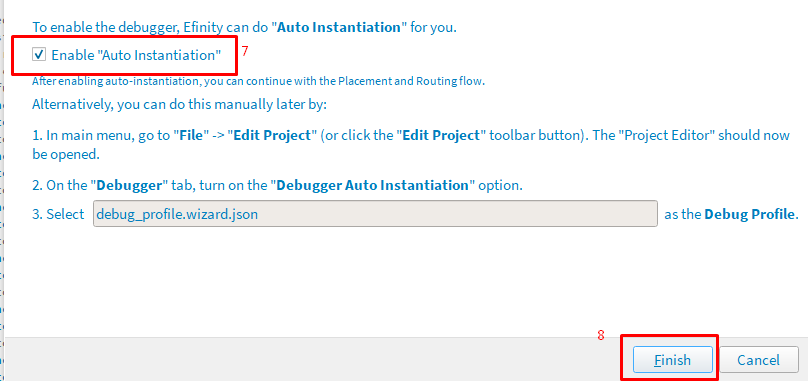 To enable the debugger, Efinity can do "Auto Instantiation" for you.
Enable "Auto Instantiation"
7
After enabling auto-instantiation, you can continue with the Placement and Routing flow.
Alternatively, you can do this manually later by:
1. In main menu, go to "File" -> "Edit Project" (or click the "Edit Project" toolbar button). The "Project Editor" should now
be opened.
2. On the "Debugger" tab, turn on the "Debugger Auto Instantiation" option.
3. Select debug_profile.wizard.json as the Debug Profile.
8
Finish Cancel